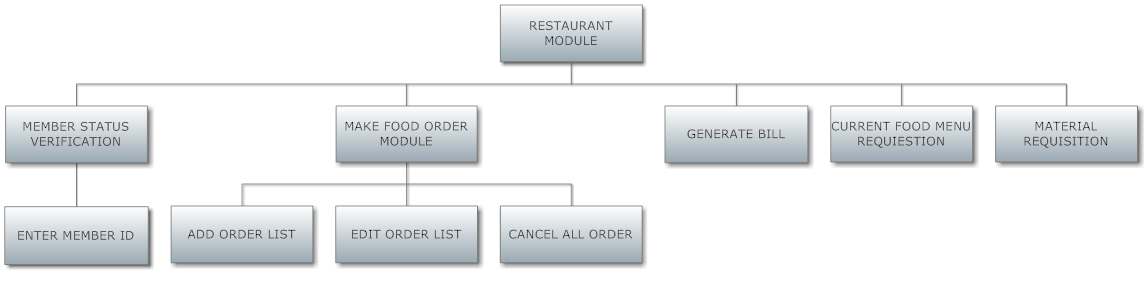 RESTAURANT
MODULE
MEMBER STATUS
VERIFICATION
MAKE FOOD ORDER
MODULE
GENERATE BILL
CURRENT FOOD MENU
REQUIESTION
MATERIAL
REQUISITION
ENTER MEMBER ID
ADD ORDER LIST
EDIT ORDER LIST
CANCEL ALL ORDER